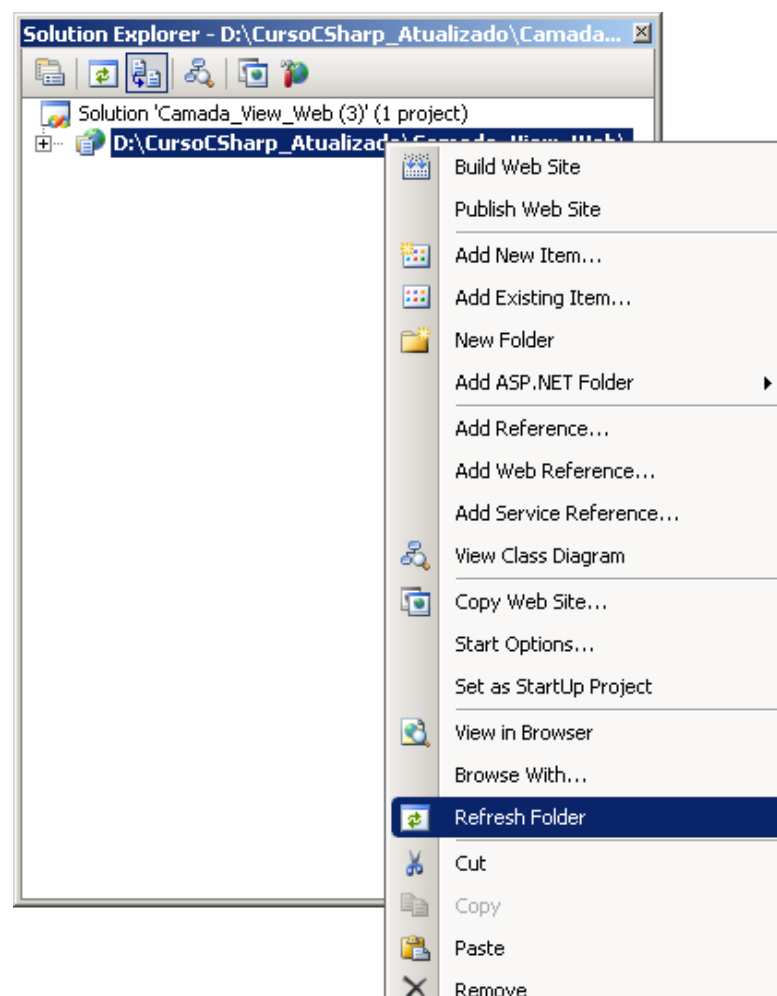 Solution Explorer - D:\CursoCSharp_Atualizado\Camada...
Solution 'Camada_View_Web (3)' (1 project)
D:\CursoCSharp_Atualizado\Camada_View_Web\
Build Web Site
Publish Web Site
Add New Item...
Add Existing Item...
New Folder
Add ASP.NET Folder
Add Reference...
Add Web Reference...
Add Service Reference...
View Class Diagram
Copy Web Site...
Start Options...
Set as StartUp Project
View in Browser
Browse With...
Refresh Folder
Cut
Copy
Paste
Remove